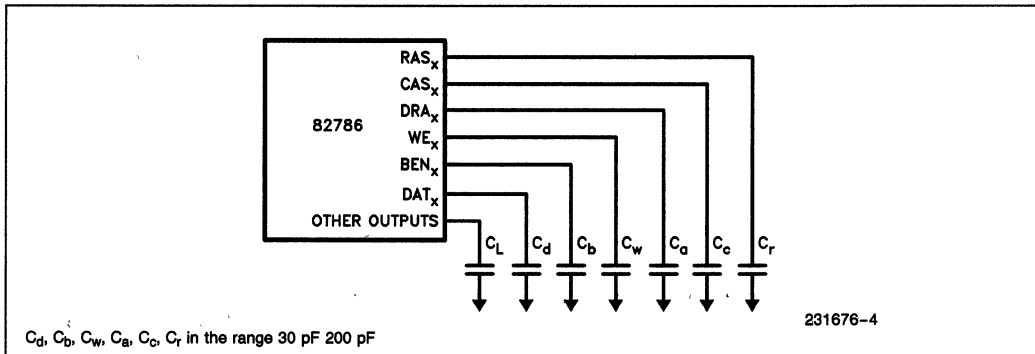 RASx
CASx
DRAx
82786
WEx
BENx
DATx
OTHER OUTPUTS
CL Cd Cb Cw Ca Cc Cr
231676-4
Cd, Cb, Cw, Ca, Cc, Cr in the range 30 pF 200 pF